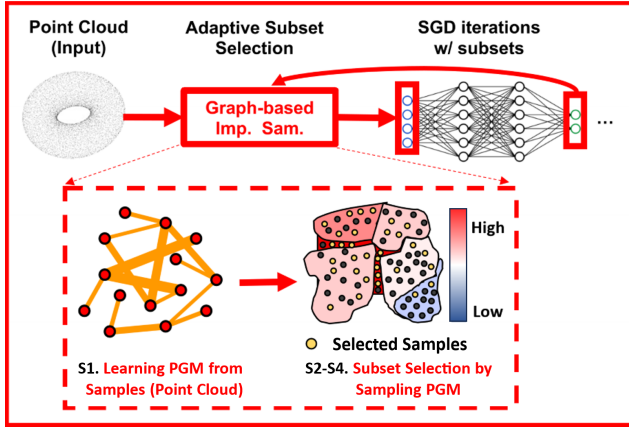 Point Cloud
(Input)
Adaptive Subset
Selection
SGD iterations
w/ subsets
Graph-based
Imp. Sam.
...
High
Low
Selected Samples
S1. Learning PGM from
Samples (Point Cloud)
S2-S4. Subset Selection by
Sampling PGM